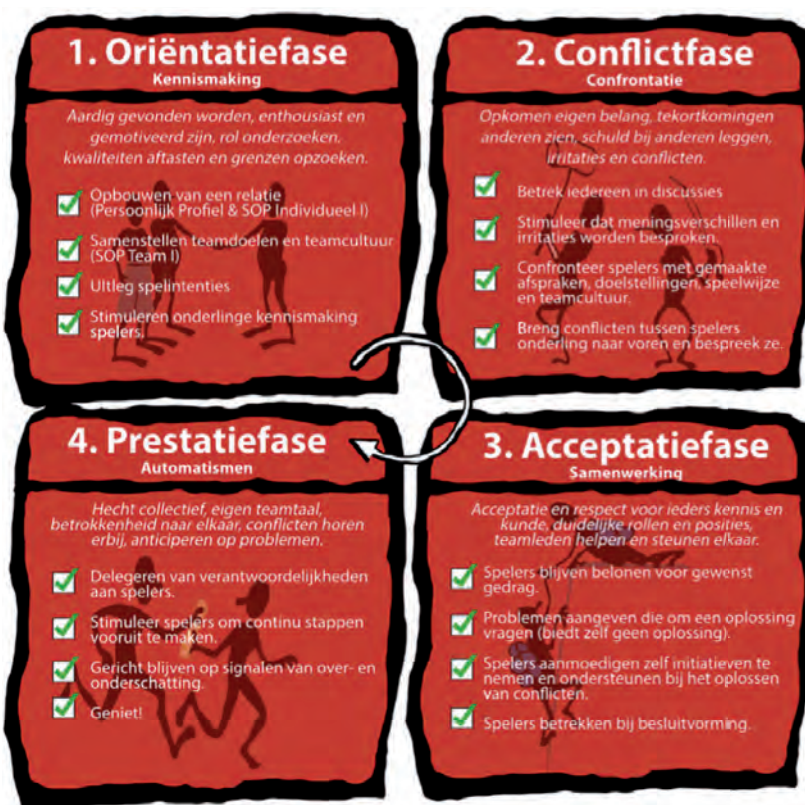 1. Oriëntatiefase
Kennismaking
Aardig gevonden worden, enthousiast en
gemotiveerd zijn, rol onderzoeken,
kwaliteiten aftasten en grenzen opzoeken.
Opbouwen van een relatie
(Persoonlijk Profiel & SOP Individueel I)
Samenstellen teamdoelen en teamcultuur
(SOP Team I)
Uitleg spelintenties
Stimuleren onderlinge kennismaking
spelers.
2. Conflictfase
Confrontatie
Opkomen eigen belang, tekortkomingen
anderen zien, schuld bij anderen leggen,
irritaties en conflicten.
Betrek iedereen in discussies
Stimuleer dat meningsverschillen en
irritaties worden besproken.
Confronteer spelers met gemaakte
afspraken, doelstellingen, speelwijze
en teamcultuur.
Breng conflicten tussen spelers
onderling naar voren en bespreek ze.
3. Acceptatiefase
Samenwerking
Acceptatie en respect voor ieders kennis en
kunde, duidelijke rollen en posities,
teamleden helpen en steunen elkaar.
Spelers blijven belonen voor gewenst
gedrag.
Problemen aangeven die om een oplossing
vragen (biedt zelf geen oplossing).
Spelers aanmoedigen zelf initiatieven te
nemen en ondersteunen bij het oplossen
van conflicten.
Spelers betrekken bij besluitvorming.
4. Prestatiefase
Automatismen
Hecht collectief, eigen teamtaal,
betrokkenheid naar elkaar, conflicten horen
erbij, anticiperen op problemen.
Delegeren van verantwoordelijkheden
aan spelers.
Stimuleer spelers om continu stappen
vooruit te maken.
Gericht blijven op signalen van over- en
onderschatting.
Geniet!